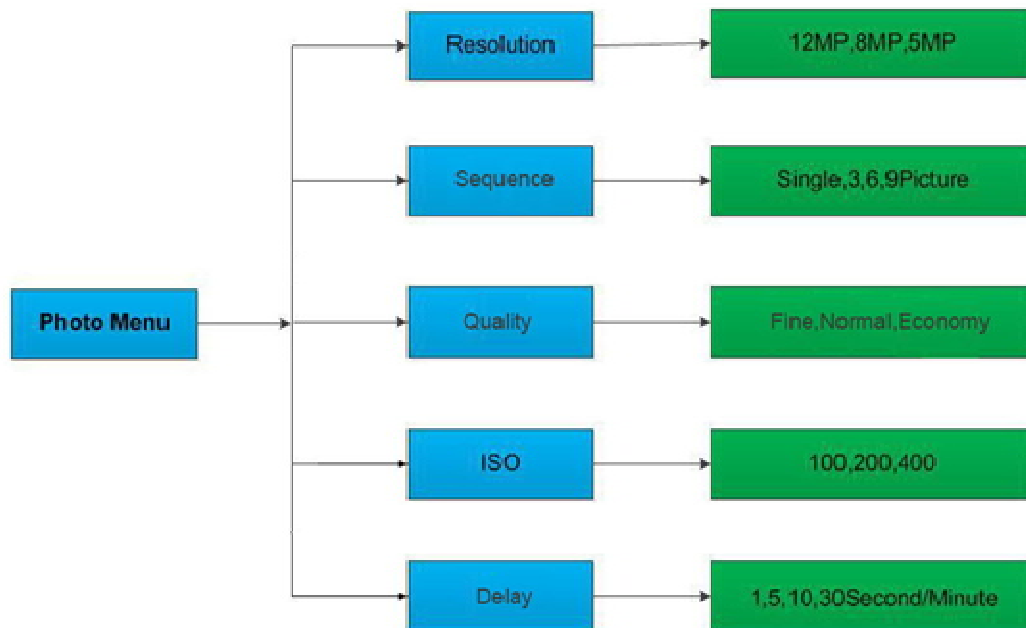 Resolution
12MP,8MP,5MP
Sequence
Single,3,6,9Picture
Photo Menu
Quality
Fine,Normal,Economy
ISO
100,200,400
Delay
1,5,10,30Second/Minute